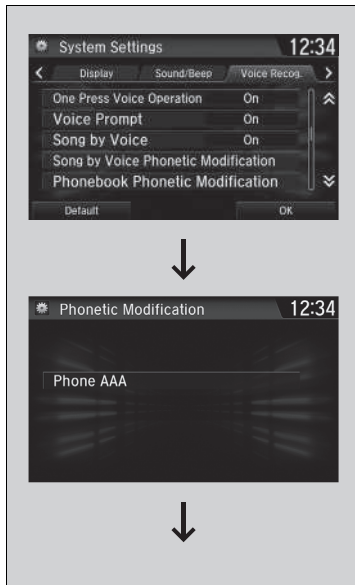 System Settings 12:34
Display Sound/Beep Voice Recog.
One Press Voice Operation On
Voice Prompt On
Song by Voice On
Song by Voice Phonetic Modification
Phonebook Phonetic Modification
Default OK
Phonetic Modification 12:34
Phone AAA